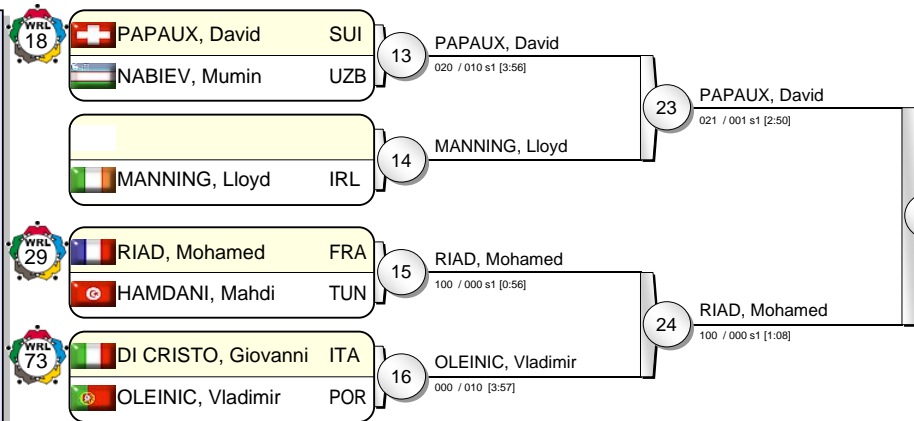 WRL
18
PAPAUX, David SUI
NABIEV, Mumin UZB
13
PAPAUX, David
020 / 010 s1 [3:56]
23
PAPAUX, David
021 / 001 s1 [2:50]
14
MANNING, Lloyd
MANNING, Lloyd IRL
WRL
29
RIAD, Mohamed FRA
HAMDANI, Mahdi TUN
15
RIAD, Mohamed
100 / 000 s1 [0:56]
24
RIAD, Mohamed
100 / 000 s1 [1:08]
WRL
73
DI CRISTO, Giovanni ITA
OLEINIC, Vladimir POR
16
OLEINIC, Vladimir
000 / 010 [3:57]